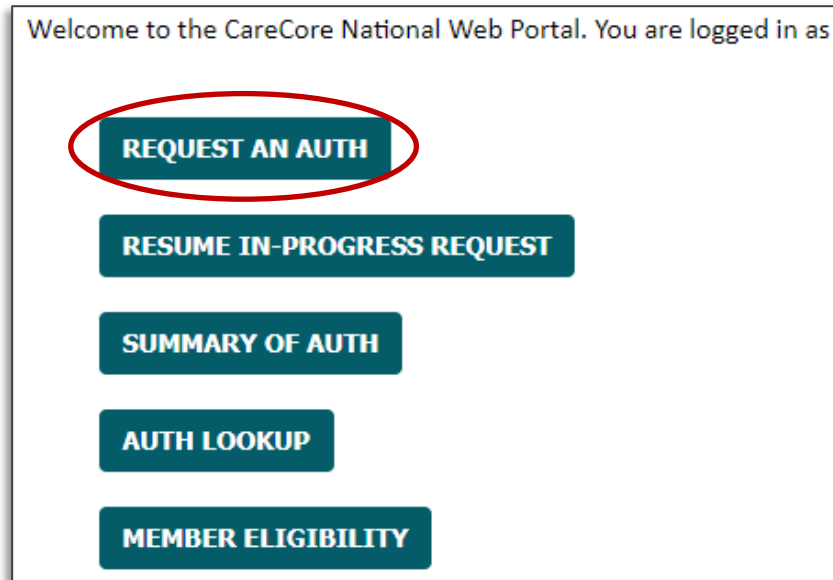 Welcome to the CareCore National Web Portal. You are logged in as
REQUEST AN AUTH
RESUME IN-PROGRESS REQUEST
SUMMARY OF AUTH
AUTH LOOKUP
MEMBER ELIGIBILITY